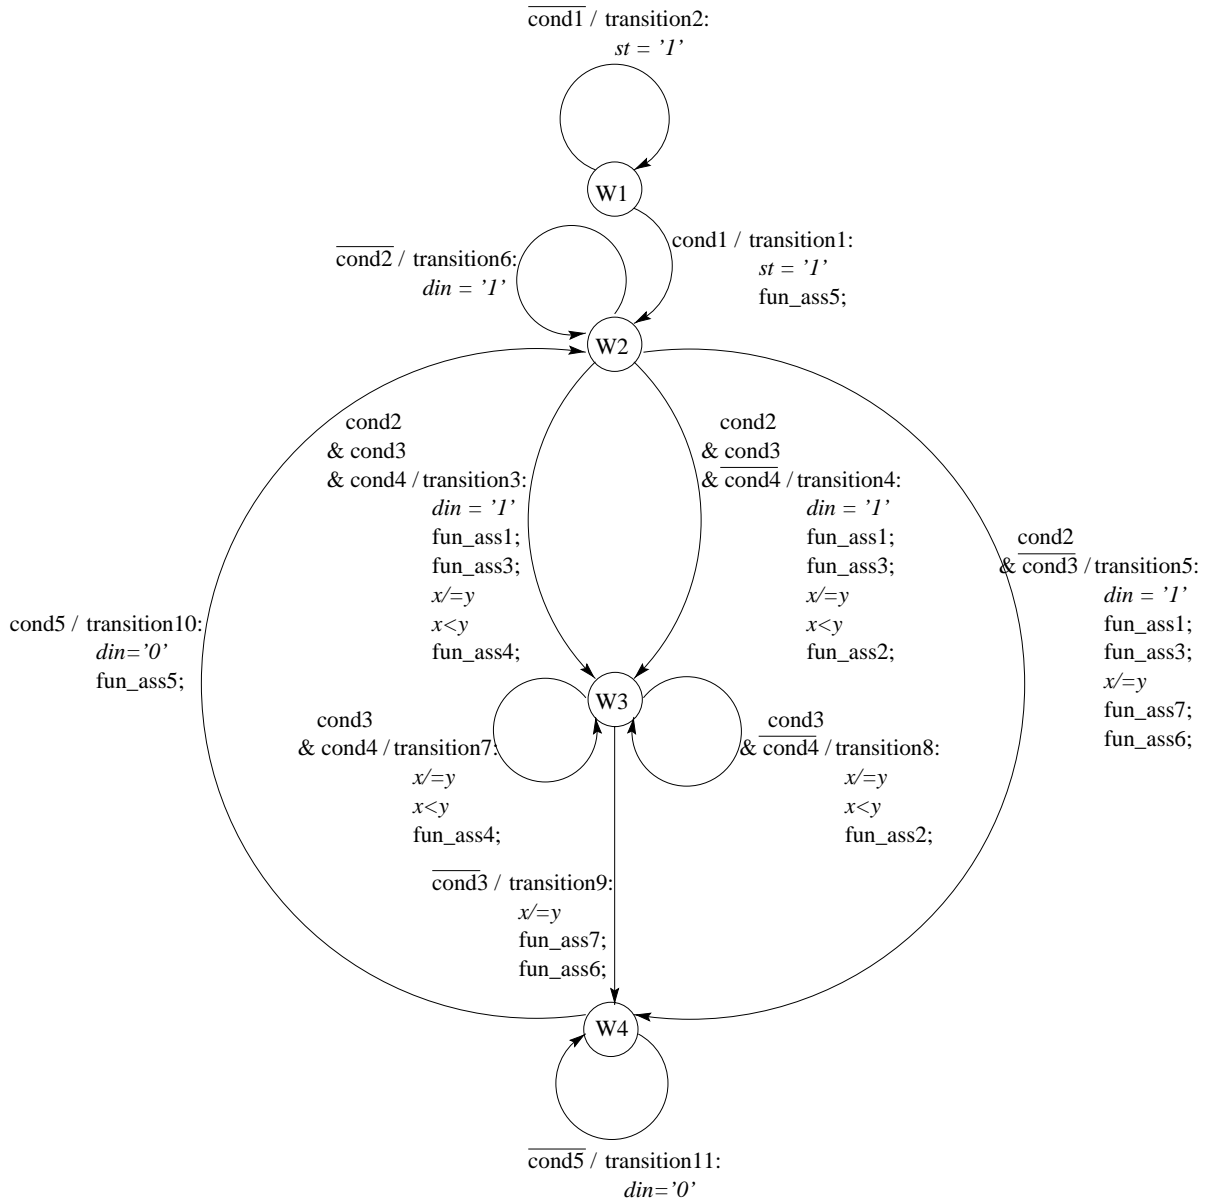 cond1 / transition2:
st = '1'
W1
cond1 / transition1:
st = '1'
fun_ass5;
cond2 / transition6:
din = '1'
W2
cond2
& cond3
& cond4 / transition3:
din = '1'
fun_ass1;
fun_ass3;
x/=y
x<y
fun_ass4;
cond2
& cond3
& cond4 / transition4:
din = '1'
fun_ass1;
fun_ass3;
x/=y
x<y
fun_ass2;
cond2
& cond3 / transition5:
din = '1'
fun_ass1;
fun_ass3;
x/=y
fun_ass7;
fun_ass6;
cond5 / transition10:
din='0'
fun_ass5;
W3
cond3
& cond4 / transition7:
x/=y
x<y
fun_ass4;
cond3
& cond4 / transition8:
x/=y
x<y
fun_ass2;
cond3 / transition9:
x/=y
fun_ass7;
fun_ass6;
W4
cond5 / transition11:
din='0'